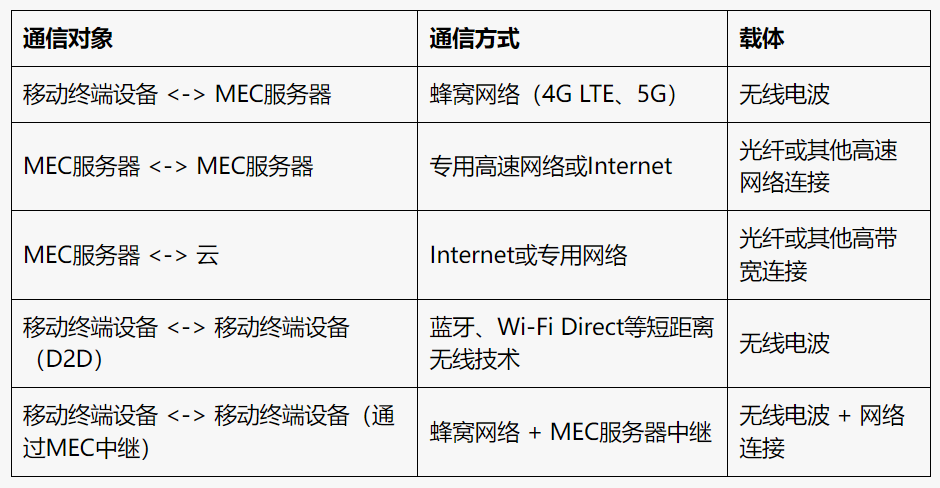 通信对象
通信方式
载体
移动终端设备 <-> MEC服务器
蜂窝网络（4G LTE、5G）
无线电波
MEC服务器 <-> MEC服务器
专用高速网络或Internet
光纤或其他高速
网络连接
MEC服务器 <-> 云
Internet或专用网络
光纤或其他高带
宽连接
移动终端设备 <-> 移动终端设备
（D2D）
蓝牙、Wi-Fi Direct等短距离
无线技术
无线电波
移动终端设备 <-> 移动终端设备（通
过MEC中继）
蜂窝网络 + MEC服务器中继
无线电波 + 网络
连接